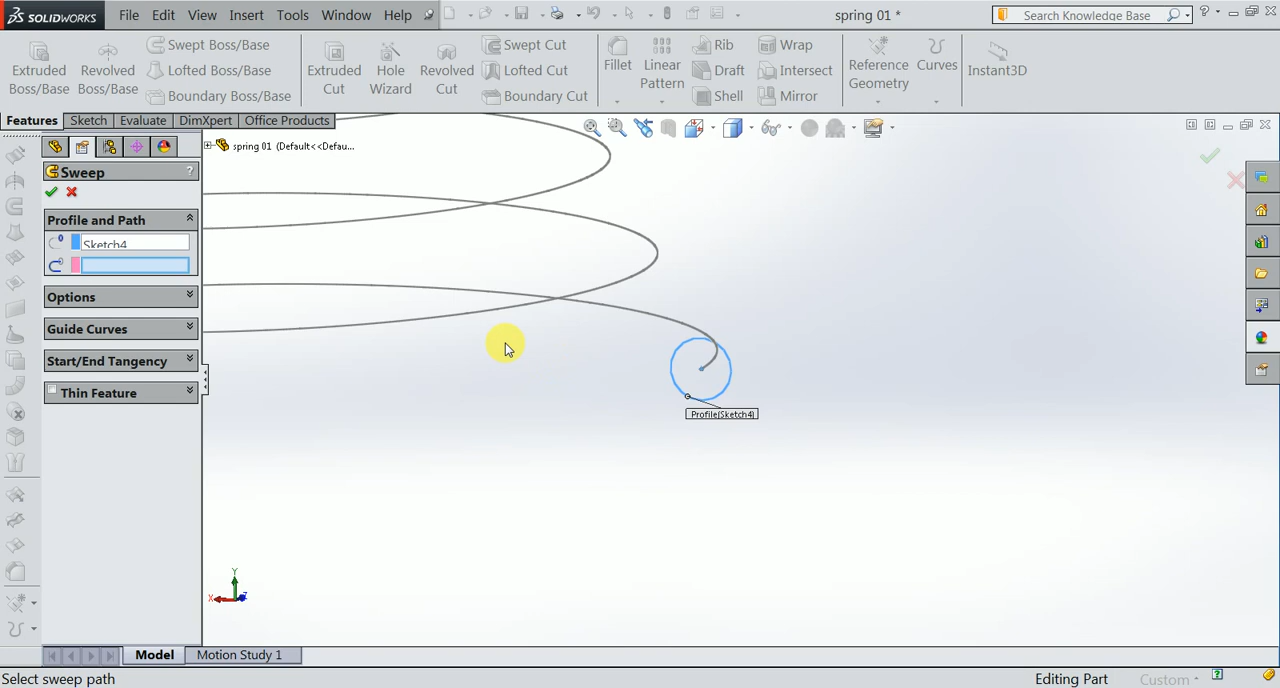 SOLIDWORKS File Edit View Insert Tools Window Help spring 01 * Search Knowledge Base ?
Extruded Boss/Base
Revolved Boss/Base
Swept Boss/Base
Lofted Boss/Base
Boundary Boss/Base
Extruded Cut
Hole Wizard
Revolved Cut
Swept Cut
Lofted Cut
Boundary Cut
Fillet
Linear Pattern
Rib
Draft
Shell
Wrap
Intersect
Mirror
Reference Geometry
Curves
Instant3D
Features Sketch Evaluate DimXpert Office Products
spring 01 (Default<<Defau...
Sweep ?
Profile and Path
Sketch4
Options
Guide Curves
Start/End Tangency
Thin Feature
Profile(Sketch4)
Y
X
Z
Model Motion Study 1
Select sweep path Editing Part Custom ?